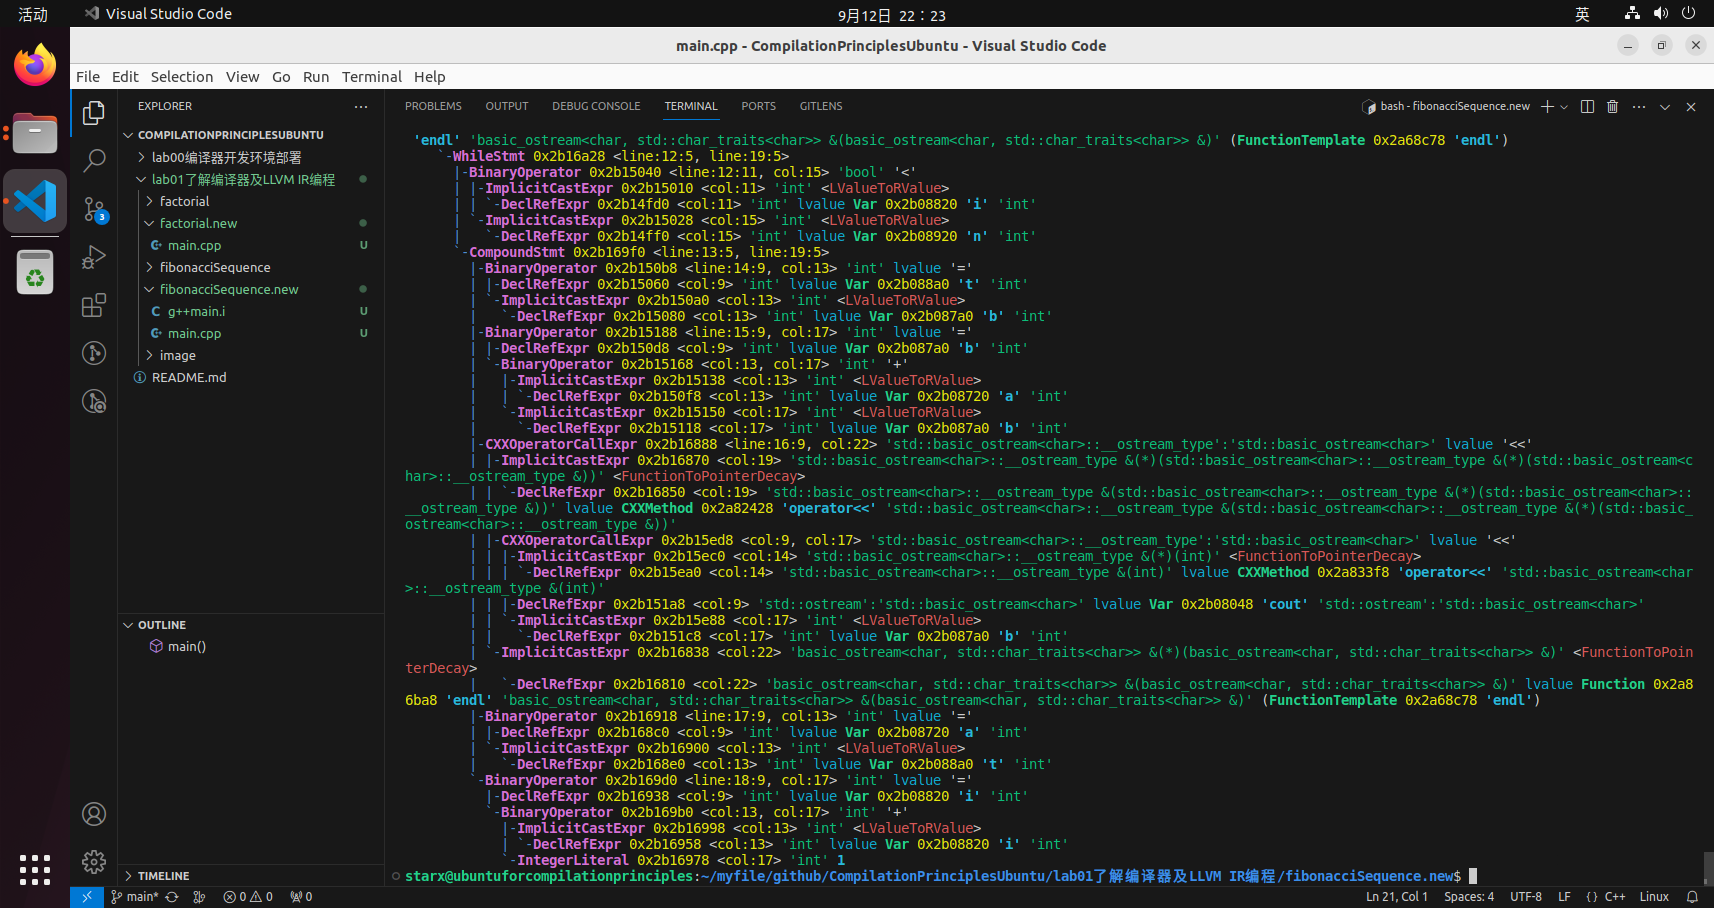 活动
Visual Studio Code
9月12日 22：23
英
main.cpp - CompilationPrinciplesUbuntu - Visual Studio Code
File Edit Selection View Go Run Terminal Help
EXPLORER
COMPILATIONPRINCIPLESUBUNTU
lab00编译器开发环境部署
lab01了解编译器及LLVM IR编程
factorial
factorial.new
main.cpp U
fibonacciSequence
fibonacciSequence.new
g++main.i U
main.cpp U
image
README.md
OUTLINE
main()
TIMELINE
3
PROBLEMS OUTPUT DEBUG CONSOLE TERMINAL PORTS GITLENS
bash - fibonacciSequence.new
'endl' 'basic_ostream<char, std::char_traits<char>> &(basic_ostream<char, std::char_traits<char>> &)' (FunctionTemplate 0x2a68c78 'endl')
`-WhileStmt 0x2b16a28 <line:12:5, line:19:5>
|-BinaryOperator 0x2b15040 <line:12:11, col:15> 'bool' '<'
| |-ImplicitCastExpr 0x2b15010 <col:11> 'int' <LValueToRValue>
| | `-DeclRefExpr 0x2b14fd0 <col:11> 'int' lvalue Var 0x2b08820 'i' 'int'
| `-ImplicitCastExpr 0x2b15028 <col:15> 'int' <LValueToRValue>
|   `-DeclRefExpr 0x2b14ff0 <col:15> 'int' lvalue Var 0x2b08920 'n' 'int'
`-CompoundStmt 0x2b169f0 <line:13:5, line:19:5>
|-BinaryOperator 0x2b150b8 <line:14:9, col:13> 'int' lvalue '='
| |-DeclRefExpr 0x2b15060 <col:9> 'int' lvalue Var 0x2b088a0 't' 'int'
| `-ImplicitCastExpr 0x2b150a0 <col:13> 'int' <LValueToRValue>
|   `-DeclRefExpr 0x2b15080 <col:13> 'int' lvalue Var 0x2b087a0 'b' 'int'
|-BinaryOperator 0x2b15188 <line:15:9, col:17> 'int' lvalue '='
| |-DeclRefExpr 0x2b150d8 <col:9> 'int' lvalue Var 0x2b087a0 'b' 'int'
| `-BinaryOperator 0x2b15168 <col:13, col:17> 'int' '+'
|   |-ImplicitCastExpr 0x2b15138 <col:13> 'int' <LValueToRValue>
|   | `-DeclRefExpr 0x2b150f8 <col:13> 'int' lvalue Var 0x2b08720 'a' 'int'
|   `-ImplicitCastExpr 0x2b15150 <col:17> 'int' <LValueToRValue>
|     `-DeclRefExpr 0x2b15118 <col:17> 'int' lvalue Var 0x2b087a0 'b' 'int'
|-CXXOperatorCallExpr 0x2b16888 <line:16:9, col:22> 'std::basic_ostream<char>::__ostream_type':'std::basic_ostream<char>' lvalue '<<'
| |-ImplicitCastExpr 0x2b16870 <col:19> 'std::basic_ostream<char>::__ostream_type &(*)(std::basic_ostream<char>::__ostream_type &(*)(std::basic_ostream<c
har>::__ostream_type &))' <FunctionToPointerDecay>
| | `-DeclRefExpr 0x2b16850 <col:19> 'std::basic_ostream<char>::__ostream_type &(std::basic_ostream<char>::__ostream_type &(*)(std::basic_ostream<char>::
__ostream_type &))' lvalue CXXMethod 0x2a82428 'operator<<' 'std::basic_ostream<char>::__ostream_type &(std::basic_ostream<char>::__ostream_type &(*)(std::basic_
ostream<char>::__ostream_type &))'
| |-CXXOperatorCallExpr 0x2b15ed8 <col:9, col:17> 'std::basic_ostream<char>::__ostream_type':'std::basic_ostream<char>' lvalue '<<'
| | |-ImplicitCastExpr 0x2b15ec0 <col:14> 'std::basic_ostream<char>::__ostream_type &(*)(int)' <FunctionToPointerDecay>
| | | `-DeclRefExpr 0x2b15ea0 <col:14> 'std::basic_ostream<char>::__ostream_type &(int)' lvalue CXXMethod 0x2a833f8 'operator<<' 'std::basic_ostream<char
>::__ostream_type &(int)'
| | |-DeclRefExpr 0x2b151a8 <col:9> 'std::ostream':'std::basic_ostream<char>' lvalue Var 0x2b08048 'cout' 'std::ostream':'std::basic_ostream<char>'
| | `-ImplicitCastExpr 0x2b15e88 <col:17> 'int' <LValueToRValue>
| |   `-DeclRefExpr 0x2b151c8 <col:17> 'int' lvalue Var 0x2b087a0 'b' 'int'
| `-ImplicitCastExpr 0x2b16838 <col:22> 'basic_ostream<char, std::char_traits<char>> &(*)(basic_ostream<char, std::char_traits<char>> &)' <FunctionToPoin
terDecay>
|   `-DeclRefExpr 0x2b16810 <col:22> 'basic_ostream<char, std::char_traits<char>> &(basic_ostream<char, std::char_traits<char>> &)' lvalue Function 0x2a8
6ba8 'endl' 'basic_ostream<char, std::char_traits<char>> &(basic_ostream<char, std::char_traits<char>> &)' (FunctionTemplate 0x2a68c78 'endl')
|-BinaryOperator 0x2b16918 <line:17:9, col:13> 'int' lvalue '='
| |-DeclRefExpr 0x2b168c0 <col:9> 'int' lvalue Var 0x2b08720 'a' 'int'
| `-ImplicitCastExpr 0x2b16900 <col:13> 'int' <LValueToRValue>
|   `-DeclRefExpr 0x2b168e0 <col:13> 'int' lvalue Var 0x2b088a0 't' 'int'
`-BinaryOperator 0x2b169d0 <line:18:9, col:17> 'int' lvalue '='
|-DeclRefExpr 0x2b16938 <col:9> 'int' lvalue Var 0x2b08820 'i' 'int'
`-BinaryOperator 0x2b169b0 <col:13, col:17> 'int' '+'
|-ImplicitCastExpr 0x2b16998 <col:13> 'int' <LValueToRValue>
| `-DeclRefExpr 0x2b16958 <col:13> 'int' lvalue Var 0x2b08820 'i' 'int'
`-IntegerLiteral 0x2b16978 <col:17> 'int' 1
starx@ubuntuforcompilationprinciples:~/myfile/github/CompilationPrinciplesUbuntu/lab01了解编译器及LLVM IR编程/fibonacciSequence.new$
main* 0 0 0 Ln 21, Col 1 Spaces: 4 UTF-8 LF {} C++ Linux